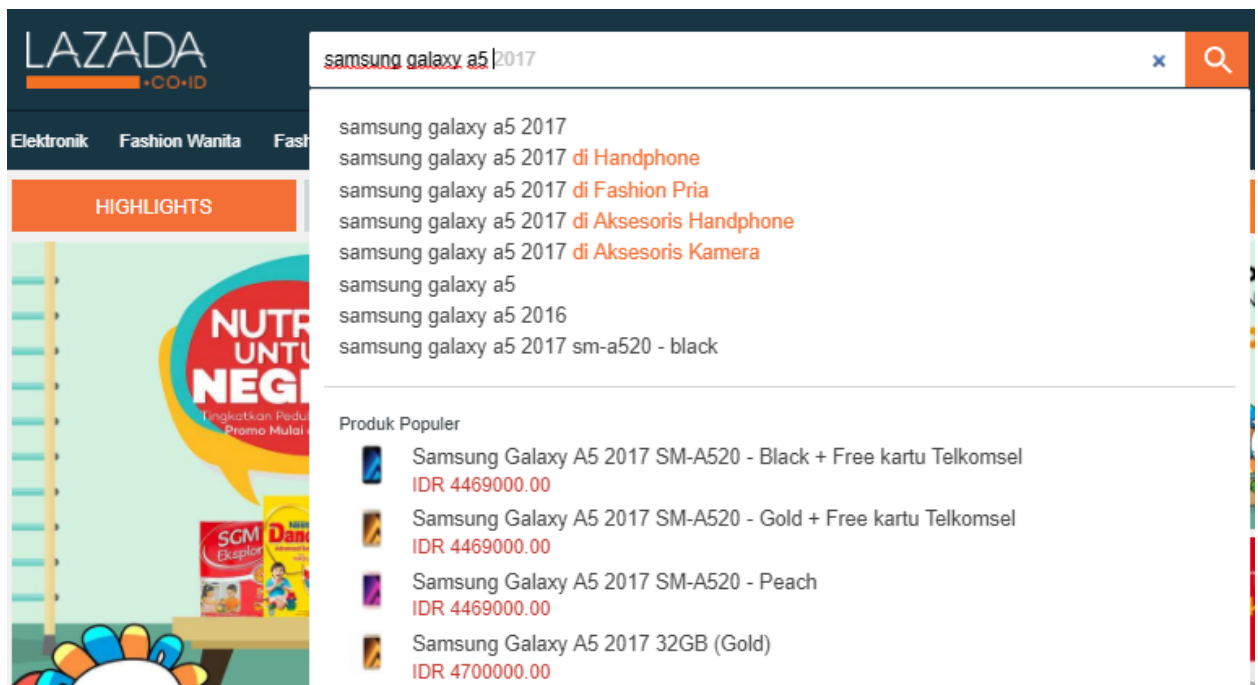 LAZADA
•CO•ID
samsung galaxy a5 2017
×
Elektronik Fashion Wanita
HIGHLIGHTS
samsung galaxy a5 2017
samsung galaxy a5 2017 di Handphone
samsung galaxy a5 2017 di Fashion Pria
samsung galaxy a5 2017 di Aksesoris Handphone
samsung galaxy a5 2017 di Aksesoris Kamera
samsung galaxy a5
samsung galaxy a5 2016
samsung galaxy a5 2017 sm-a520 - black
Produk Populer
Samsung Galaxy A5 2017 SM-A520 - Black + Free kartu Telkomsel
IDR 4469000.00
Samsung Galaxy A5 2017 SM-A520 - Gold + Free kartu Telkomsel
IDR 4469000.00
Samsung Galaxy A5 2017 SM-A520 - Peach
IDR 4469000.00
Samsung Galaxy A5 2017 32GB (Gold)
IDR 4700000.00
Tingkatkan
Promo Mulai
SGM
Eksplor